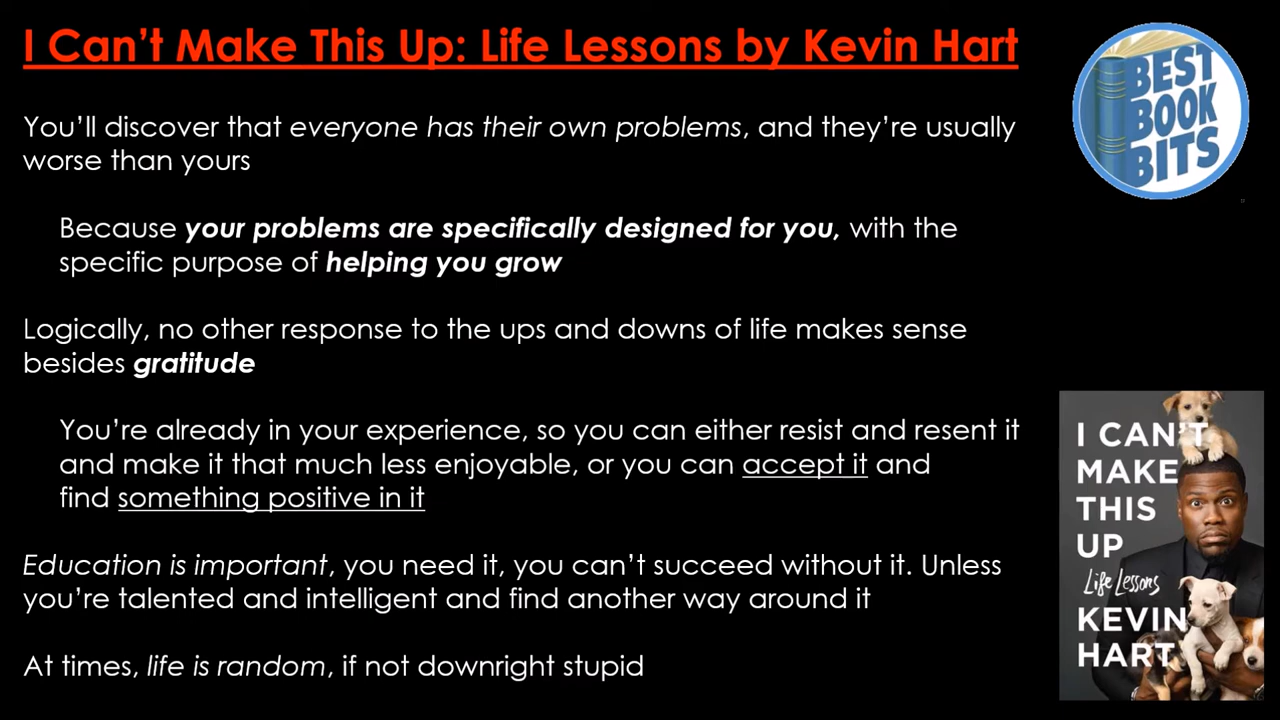 I Can't Make This Up: Life Lessons by Kevin Hart
BEST
BOOK
BITS
You'll discover that everyone has their own problems, and they're usually
worse than yours
Because your problems are specifically designed for you, with the
specific purpose of helping you grow
Logically, no other response to the ups and downs of life makes sense
besides gratitude
You're already in your experience, so you can either resist and resent it
and make it that much less enjoyable, or you can accept it and
find something positive in it
Education is important, you need it, you can't succeed without it. Unless
you're talented and intelligent and find another way around it
At times, life is random, if not downright stupid
I CAN'T
MAKE
THIS
UP
Life Lessons
KEVIN
HART